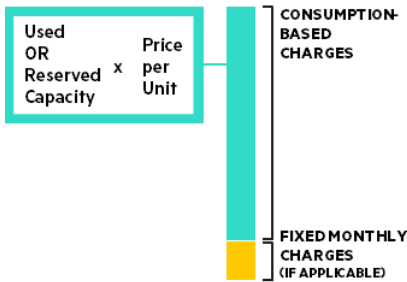 Used
OR
Reserved
Capacity
x
Price
per
Unit
CONSUMPTION-
BASED
CHARGES
FIXED MONTHLY
CHARGES
(IF APPLICABLE)